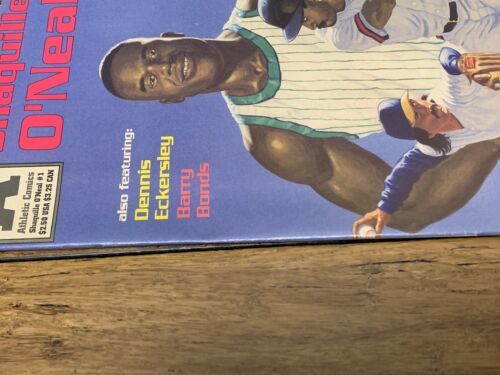 Shaquille
O'Neal
also featuring:
Dennis
Eckersley
Barry
Bonds
A
Athletic Comics
Shaquille O'Neal #1
$2.50 USA $3.25 CAN